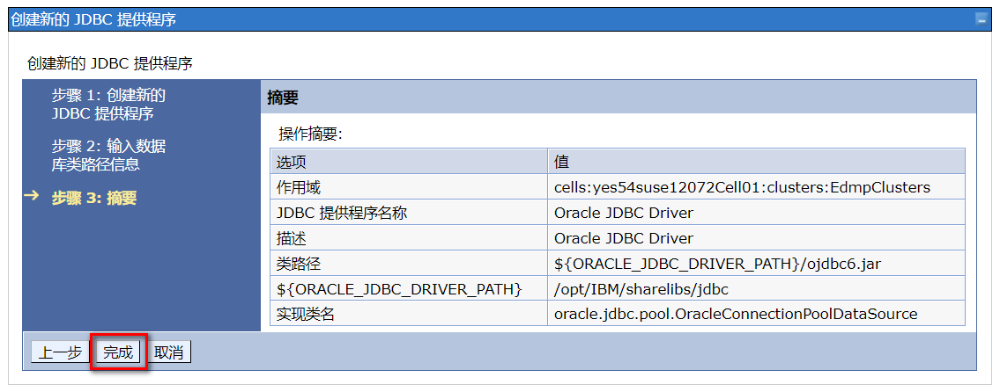 创建新的 JDBC 提供程序
创建新的 JDBC 提供程序
步骤 1: 创建新的
JDBC 提供程序
步骤 2: 输入数据
库类路径信息
步骤 3: 摘要
摘要
操作摘要:
选项 值
作用域 cells:yes54suse12072Cell01:clusters:EdmpClusters
JDBC 提供程序名称 Oracle JDBC Driver
描述 Oracle JDBC Driver
类路径 ${ORACLE_JDBC_DRIVER_PATH}/ojdbc6.jar
${ORACLE_JDBC_DRIVER_PATH} /opt/IBM/sharelibs/jdbc
实现类名 oracle.jdbc.pool.OracleConnectionPoolDataSource
上一步 完成 取消